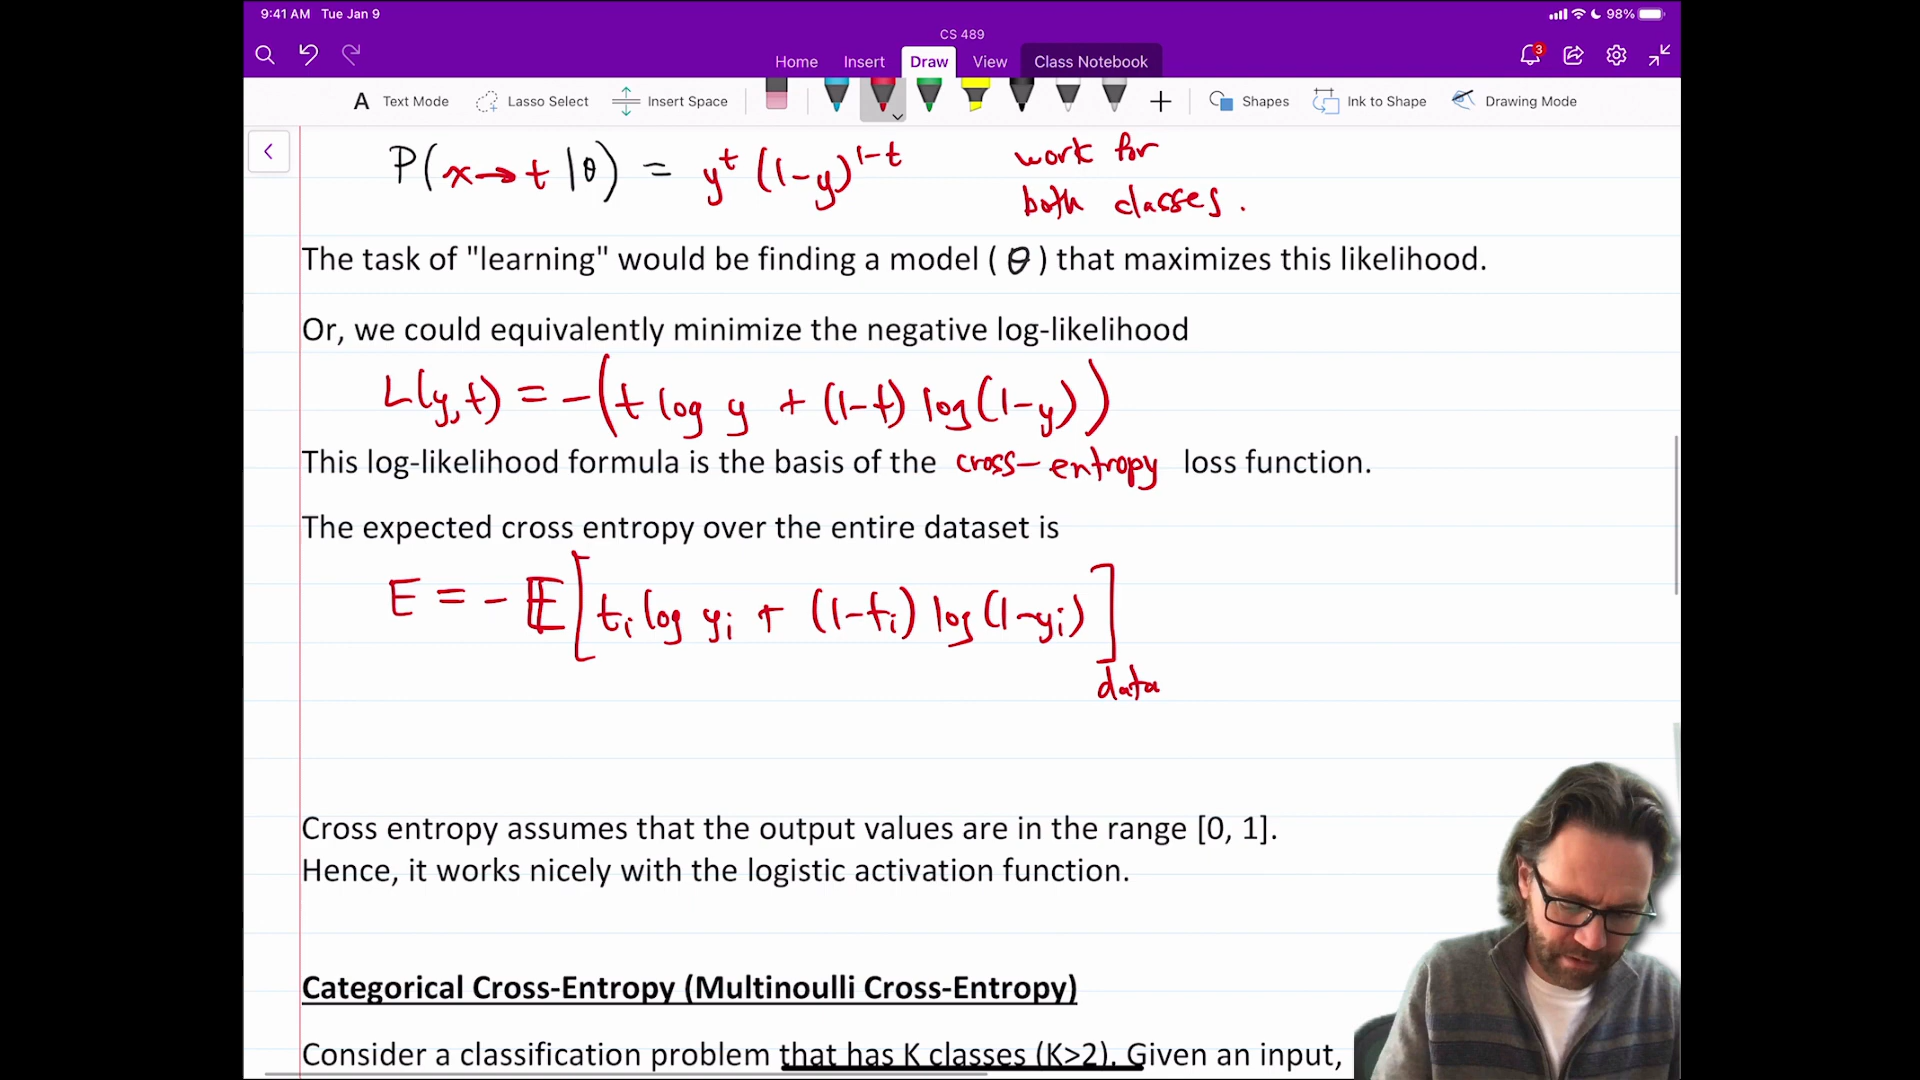 9:41 AM Tue Jan 9
98%
CS 489
3
Home Insert Draw View Class Notebook
A Text Mode Lasso Select Insert Space Shapes Ink to Shape Drawing Mode
P(x→t|θ) = y^t (1-y)^{1-t} work for
both classes.
The task of "learning" would be finding a model (θ) that maximizes this likelihood.
Or, we could equivalently minimize the negative log-likelihood
L(y,t) = -(t log y + (1-t) log(1-y))
This log-likelihood formula is the basis of the cross-entropy loss function.
The expected cross entropy over the entire dataset is
E = - 𝔼[t_i log y_i + (1-t_i) log(1-y_i)]
data
Cross entropy assumes that the output values are in the range [0, 1].
Hence, it works nicely with the logistic activation function.
Categorical Cross-Entropy (Multinoulli Cross-Entropy)
Consider a classification problem that has K classes (K>2). Given an input,